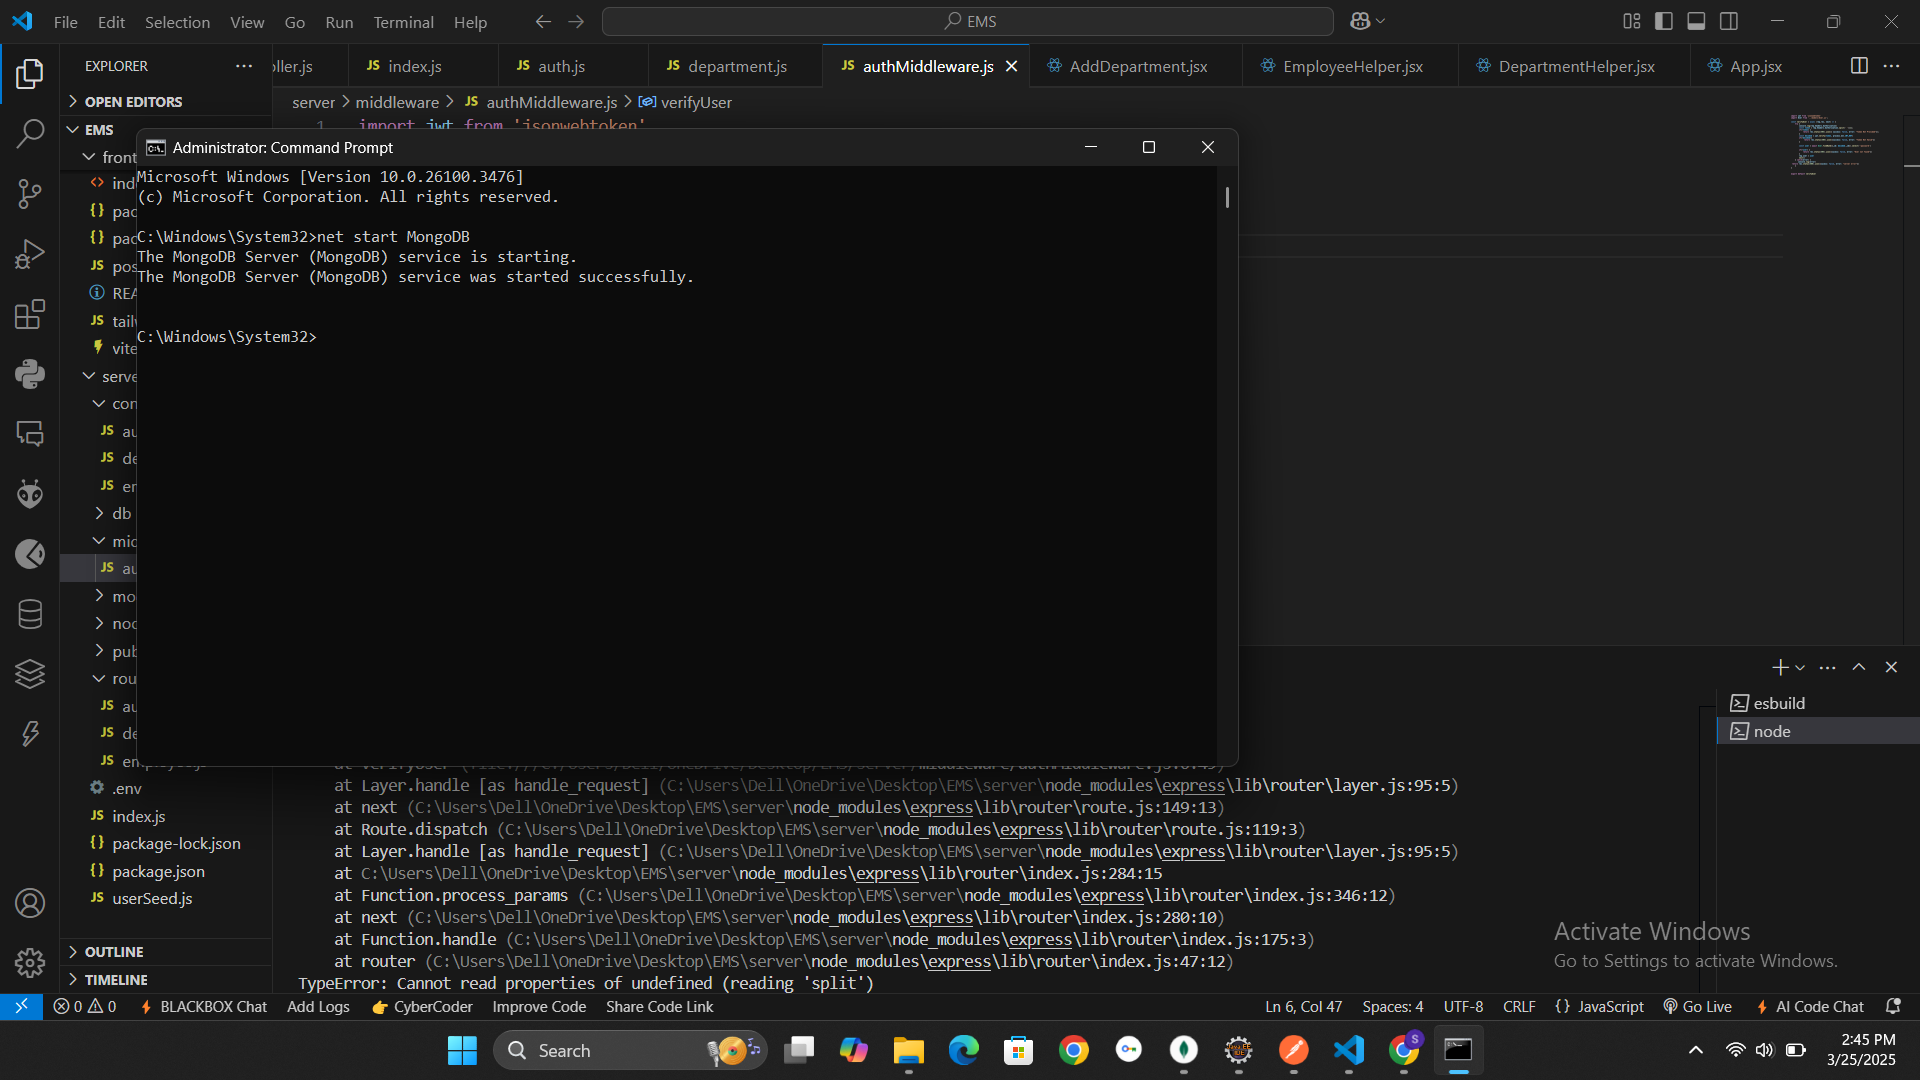 File Edit Selection View Go Run Terminal Help
EMS
EXPLORER
OPEN EDITORS
EMS
front
ind
pac
pac
pos
REA
tail
vite
serve
con
au
de
en
db
mid
au
mo
noc
pub
rou
au
de
.env
index.js
package-lock.json
package.json
userSeed.js
OUTLINE
TIMELINE
ller.js
JS index.js
JS auth.js
JS department.js
JS authMiddleware.js
AddDepartment.jsx
EmployeeHelper.jsx
DepartmentHelper.jsx
App.jsx
server > middleware > JS authMiddleware.js > verifyUser
1 import jwt from 'jsonwebtoken'
Administrator: Command Prompt
Microsoft Windows [Version 10.0.26100.3476]
(c) Microsoft Corporation. All rights reserved.
C:\Windows\System32>net start MongoDB
The MongoDB Server (MongoDB) service is starting.
The MongoDB Server (MongoDB) service was started successfully.
C:\Windows\System32>
esbuild
node
at Layer.handle [as handle_request] (C:\Users\Dell\OneDrive\Desktop\EMS\server\node_modules\express\lib\router\layer.js:95:5)
at next (C:\Users\Dell\OneDrive\Desktop\EMS\server\node_modules\express\lib\router\route.js:149:13)
at Route.dispatch (C:\Users\Dell\OneDrive\Desktop\EMS\server\node_modules\express\lib\router\route.js:119:3)
at Layer.handle [as handle_request] (C:\Users\Dell\OneDrive\Desktop\EMS\server\node_modules\express\lib\router\layer.js:95:5)
at C:\Users\Dell\OneDrive\Desktop\EMS\server\node_modules\express\lib\router\index.js:284:15
at Function.process_params (C:\Users\Dell\OneDrive\Desktop\EMS\server\node_modules\express\lib\router\index.js:346:12)
at next (C:\Users\Dell\OneDrive\Desktop\EMS\server\node_modules\express\lib\router\index.js:280:10)
at Function.handle (C:\Users\Dell\OneDrive\Desktop\EMS\server\node_modules\express\lib\router\index.js:175:3)
at router (C:\Users\Dell\OneDrive\Desktop\EMS\server\node_modules\express\lib\router\index.js:47:12)
TypeError: Cannot read properties of undefined (reading 'split')
Activate Windows
Go to Settings to activate Windows.
0 0 BLACKBOX Chat Add Logs CyberCoder Improve Code Share Code Link
Ln 6, Col 47 Spaces: 4 UTF-8 CRLF {} JavaScript Go Live AI Code Chat
Search
2:45 PM
3/25/2025